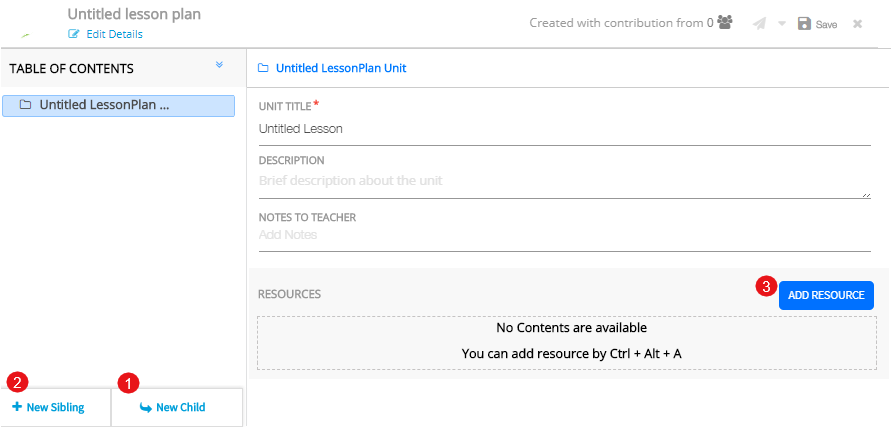 Untitled lesson plan
Edit Details
Created with contribution from 0
Save
TABLE OF CONTENTS
Untitled LessonPlan ...
Untitled LessonPlan Unit
UNIT TITLE *
Untitled Lesson
DESCRIPTION
Brief description about the unit
NOTES TO TEACHER
Add Notes
RESOURCES
3
ADD RESOURCE
No Contents are available
You can add resource by Ctrl + Alt + A
2
New Sibling
1
New Child